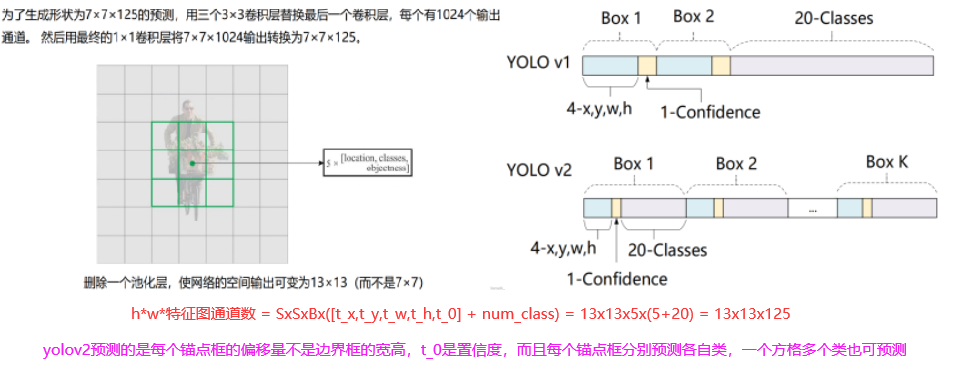 为了生成形状为7×7×125的预测，用三个3×3卷积层替换最后一个卷积层，每个有1024个输出
通道。 然后用最终的1×1卷积层将7×7×1024输出转换为7×7×125。
5 × [location, classes,
objectness]
删除一个池化层，使网络的空间输出可变为13×13（而不是7×7）
Box 1
Box 2
20-Classes
YOLO v1
4-x,y,w,h
1-Confidence
YOLO v2
Box 1
Box 2
Box K
...
4-x,y,w,h
20-Classes
1-Confidence
h*w*特征图通道数 = SxSxBx([t_x,t_y,t_w,t_h,t_0] + num_class) = 13x13x5x(5+20) = 13x13x125
yolov2预测的是每个锚点框的偏移量不是边界框的宽高，t_0是置信度，而且每个锚点框分别预测各自类，一个方格多个类也可预测